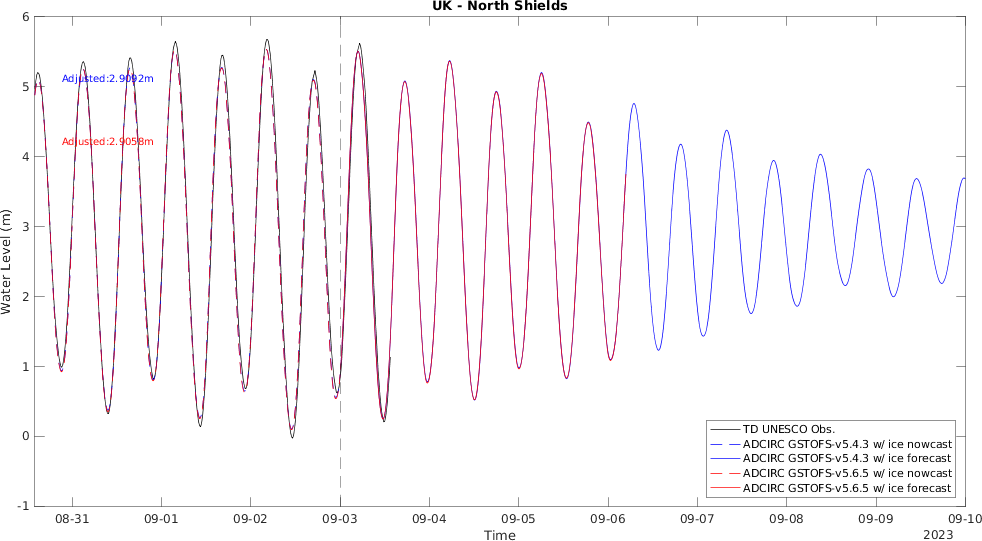 UK - North Shields
6
5
4
3
2
1
0
-1
Water Level (m)
Adjusted:2.9092m
Adjusted:2.9058m
TD UNESCO Obs.
ADCIRC GSTOFS-v5.4.3 w/ ice nowcast
ADCIRC GSTOFS-v5.4.3 w/ ice forecast
ADCIRC GSTOFS-v5.6.5 w/ ice nowcast
ADCIRC GSTOFS-v5.6.5 w/ ice forecast
08-31 09-01 09-02 09-03 09-04 09-05 09-06 09-07 09-08 09-09 09-10
Time
2023